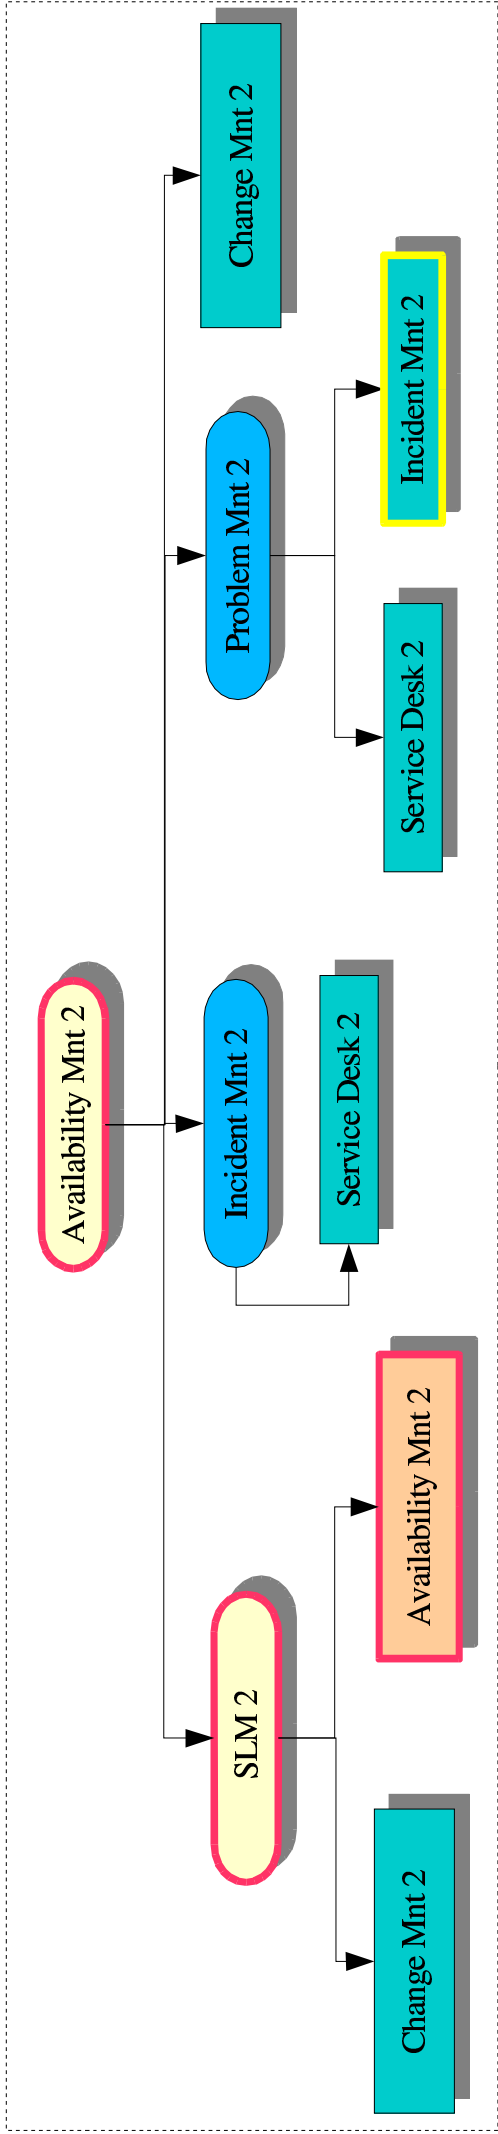 Availability Mnt 2
SLM 2
Incident Mnt 2
Problem Mnt 2
Change Mnt 2
Service Desk 2
Change Mnt 2
Availability Mnt 2
Service Desk 2
Incident Mnt 2